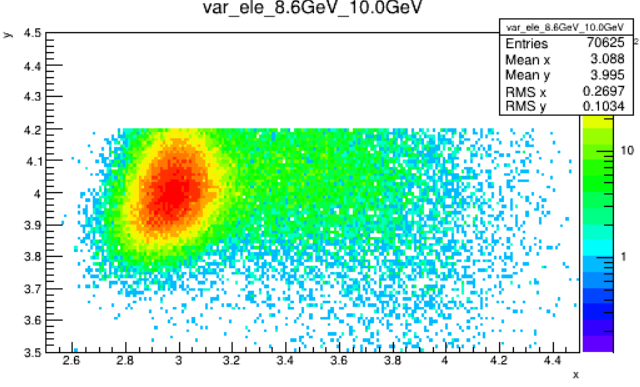 var_ele_8.6GeV_10.0GeV
var_ele_8.6GeV_10.0GeV
Entries 70625
Mean x 3.088
Mean y 3.995
RMS x 0.2697
RMS y 0.1034
y
4.5
4.4
4.3
4.2
4.1
4
3.9
3.8
3.7
3.6
3.5
2.6 2.8 3 3.2 3.4 3.6 3.8 4 4.2 4.4
x
2
10
1